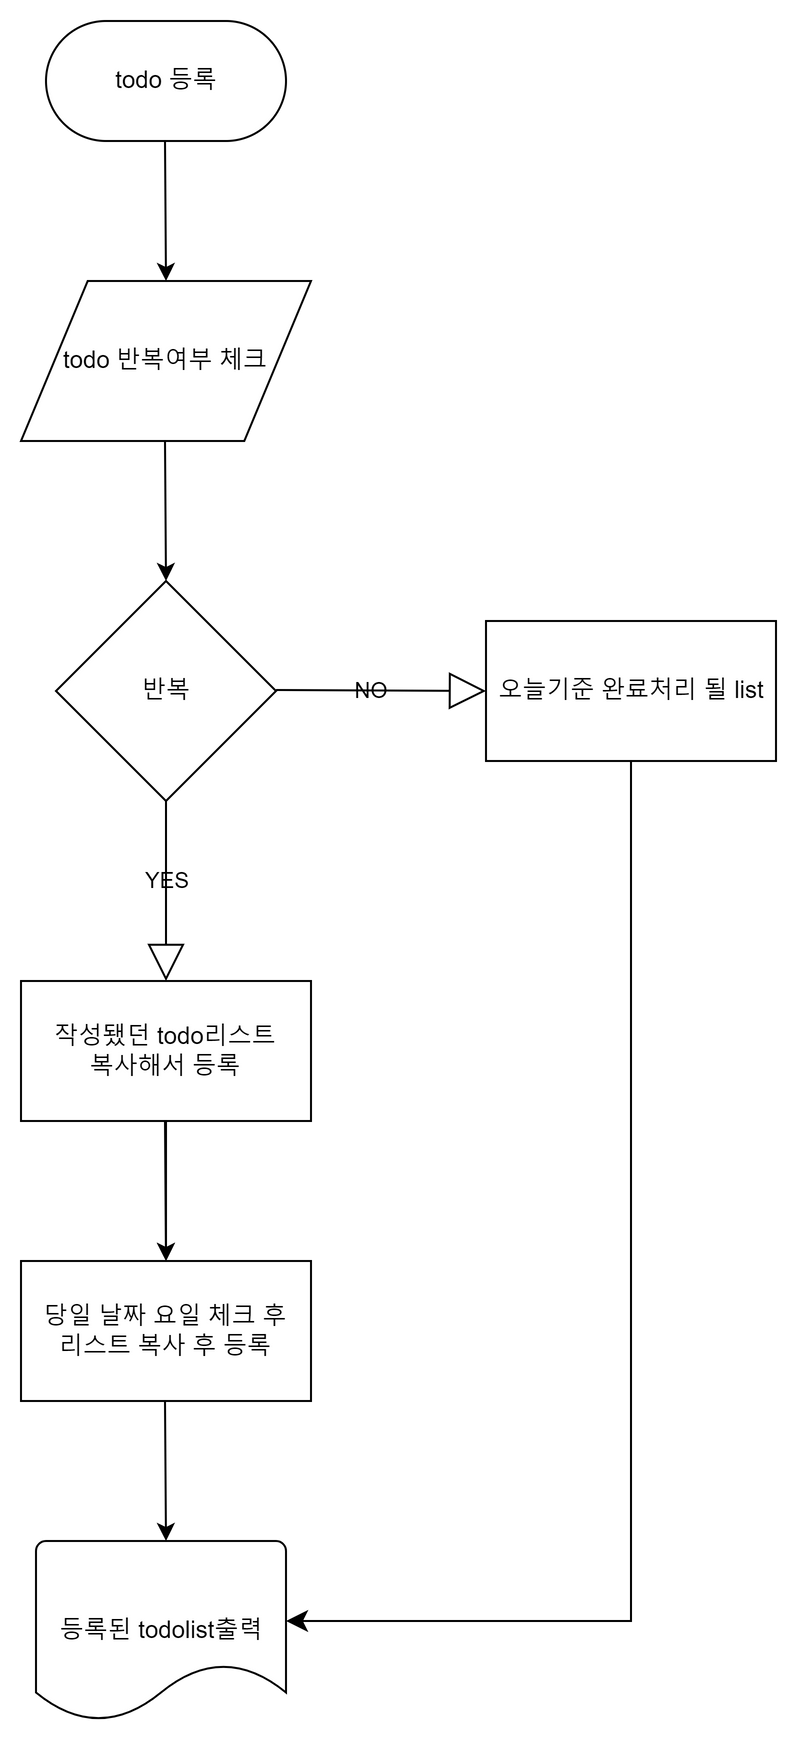 todo 등록
todo 반복여부 체크
반복
NO
오늘기준 완료처리 될 list
YES
작성됐던 todo리스트
복사해서 등록
당일 날짜 요일 체크 후
리스트 복사 후 등록
등록된 todolist출력